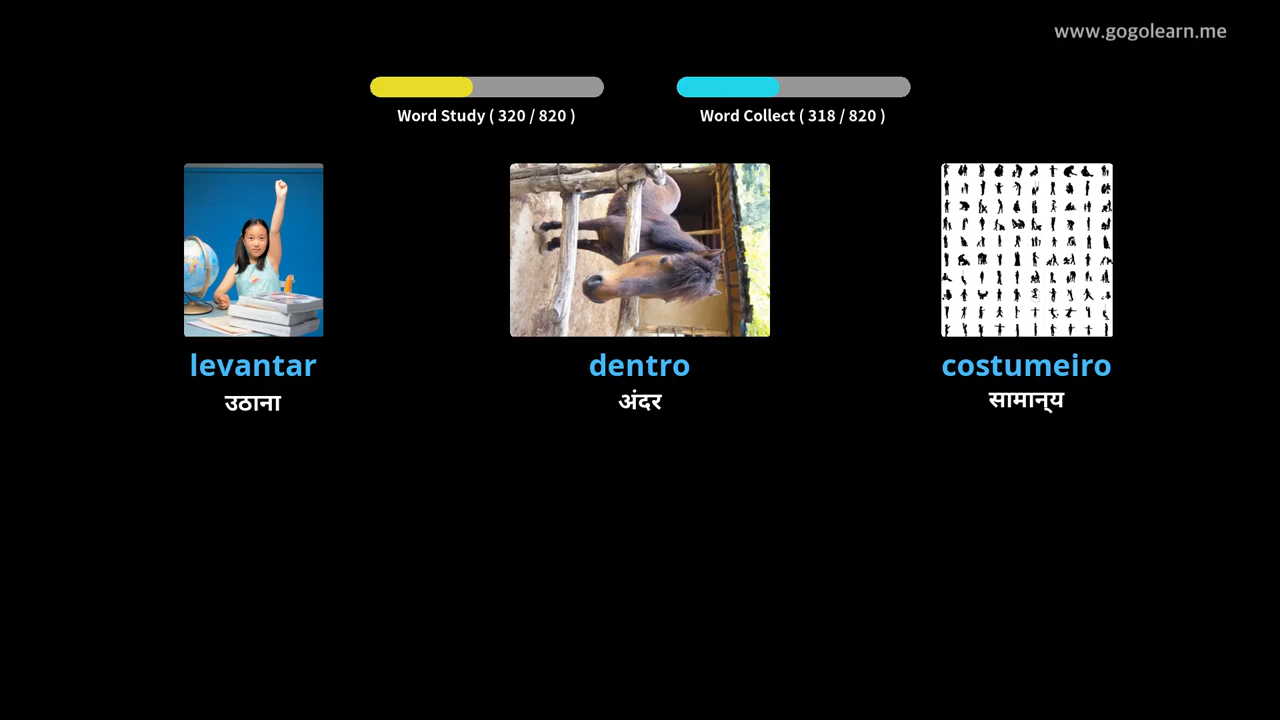 www.gogolearn.me
Word Study ( 320 / 820 )
Word Collect ( 318 / 820 )
levantar
उठाना
dentro
अंदर
costumeiro
सामान्‍य